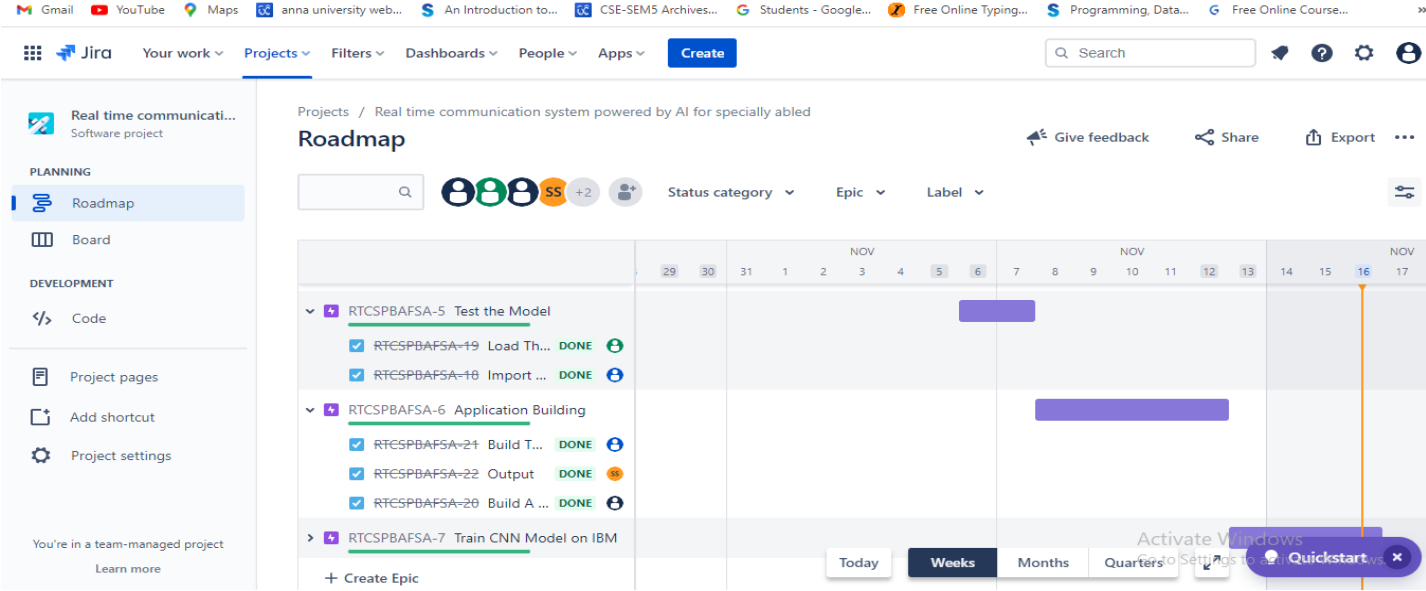 Gmail YouTube Maps anna university web... An Introduction to... CSE-SEM5 Archives... Students - Google... Free Online Typing... Programming, Data... Free Online Course... »
Jira Your work Projects Filters Dashboards People Apps Create Search
Real time communicati...
Software project
PLANNING
Roadmap
Board
DEVELOPMENT
Code
Project pages
Add shortcut
Project settings
You're in a team-managed project
Learn more
Projects / Real time communication system powered by AI for specially abled
Roadmap
Give feedback Share Export
SS +2 Status category Epic Label
NOV NOV NOV
29 30 31 1 2 3 4 5 6 7 8 9 10 11 12 13 14 15 16 17
RTCSPBAFSA-5 Test the Model
RTCSPBAFSA-19 Load Th... DONE
RTCSPBAFSA-18 Import ... DONE
RTCSPBAFSA-6 Application Building
RTCSPBAFSA-21 Build T... DONE
RTCSPBAFSA-22 Output DONE SS
RTCSPBAFSA-20 Build A ... DONE
RTCSPBAFSA-7 Train CNN Model on IBM
+ Create Epic
Today Weeks Months Quarters
Activate Windows
Go to Settings to activate Windows.
Quickstart